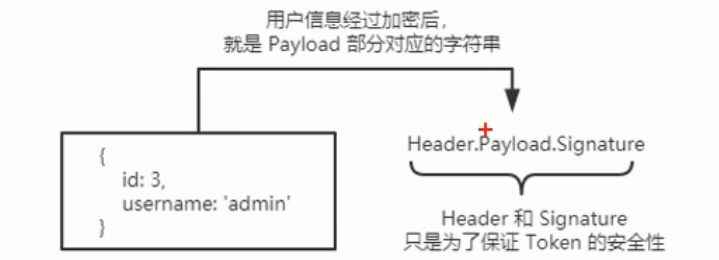 用户信息经过加密后，
就是 Payload 部分对应的字符串
{
id: 3,
username: 'admin'
}
Header.Payload.Signature
Header 和 Signature
只是为了保证 Token 的安全性